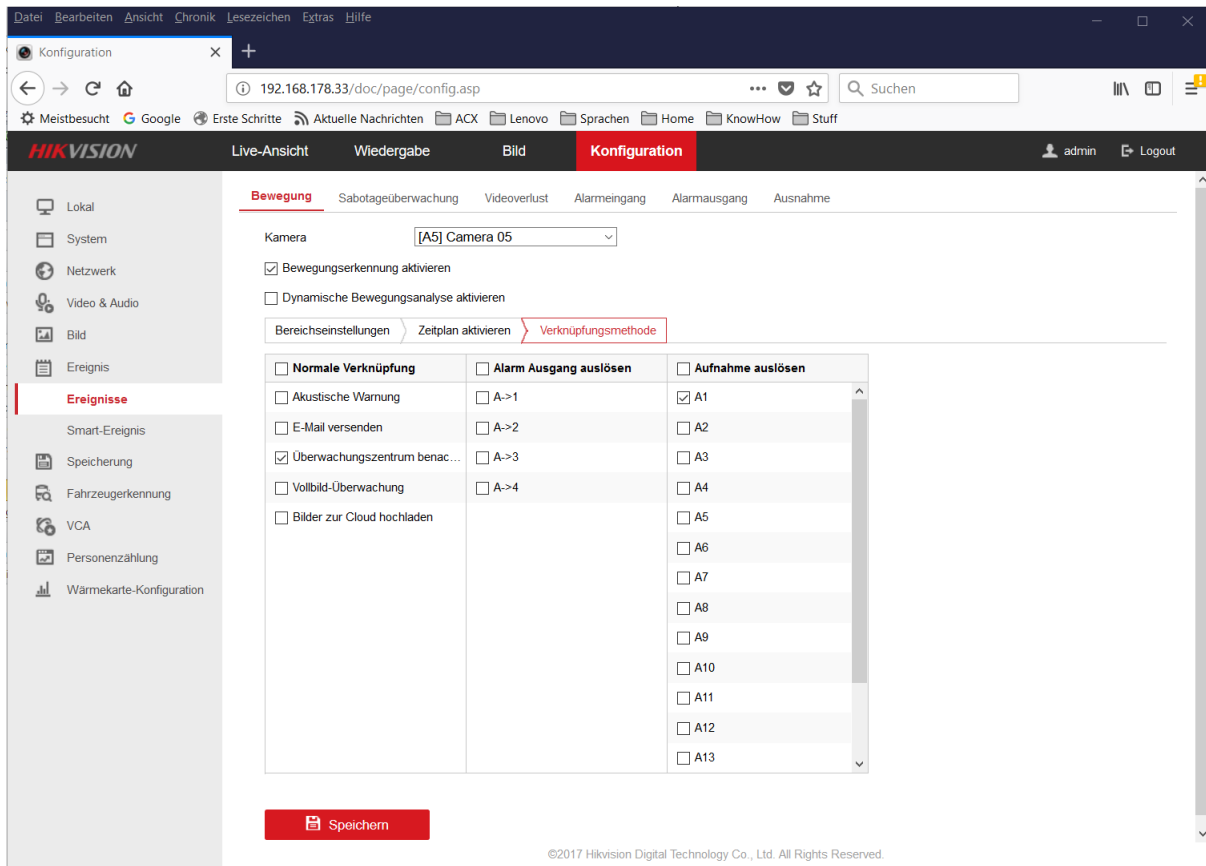 Datei Bearbeiten Ansicht Chronik Lesezeichen Extras Hilfe
Konfiguration
192.168.178.33/doc/page/config.asp
Suchen
Meistbesucht Google Erste Schritte Aktuelle Nachrichten ACX Lenovo Sprachen Home KnowHow Stuff
HIKVISION Live-Ansicht Wiedergabe Bild Konfiguration admin Logout
Lokal
System
Netzwerk
Video & Audio
Bild
Ereignis
Ereignisse
Smart-Ereignis
Speicherung
Fahrzeugerkennung
VCA
Personenzählung
Wärmekarte-Konfiguration
Bewegung Sabotageüberwachung Videoverlust Alarmeingang Alarmausgang Ausnahme
Kamera [A5] Camera 05
Bewegungserkennung aktivieren
Dynamische Bewegungsanalyse aktivieren
Bereichseinstellungen Zeitplan aktivieren Verknüpfungsmethode
Normale Verknüpfung Alarm Ausgang auslösen Aufnahme auslösen
Akustische Warnung A->1 A1
E-Mail versenden A->2 A2
Überwachungszentrum benac... A->3 A3
Vollbild-Überwachung A->4 A4
Bilder zur Cloud hochladen A5
A6
A7
A8
A9
A10
A11
A12
A13
Speichern
©2017 Hikvision Digital Technology Co., Ltd. All Rights Reserved.